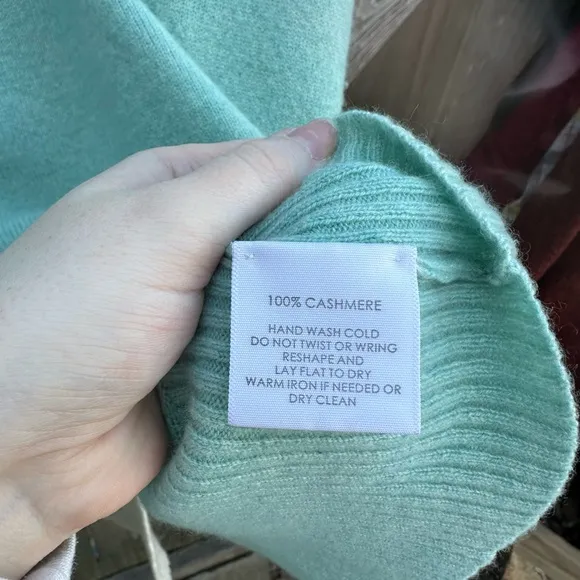 100% CASHMERE
HAND WASH COLD
DO NOT TWIST OR WRING
RESHAPE AND
LAY FLAT TO DRY
WARM IRON IF NEEDED OR
DRY CLEAN